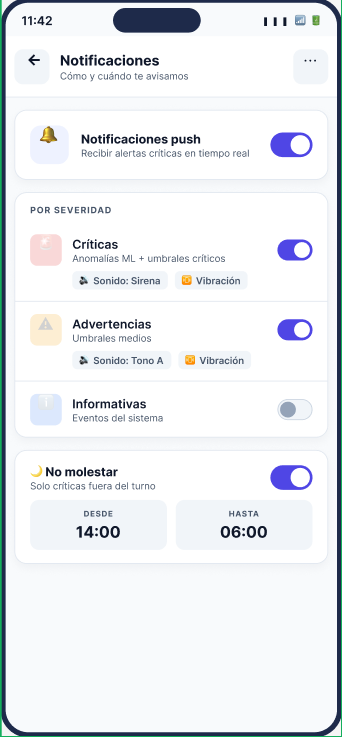 11:42
Notificaciones
Cómo y cuándo te avisamos
Notificaciones push
Recibir alertas críticas en tiempo real
POR SEVERIDAD
Críticas
Anomalías ML + umbrales críticos
Sonido: Sirena
Vibración
Advertencias
Umbrales medios
Sonido: Tono A
Vibración
Informativas
Eventos del sistema
No molestar
Solo críticas fuera del turno
DESDE
14:00
HASTA
06:00